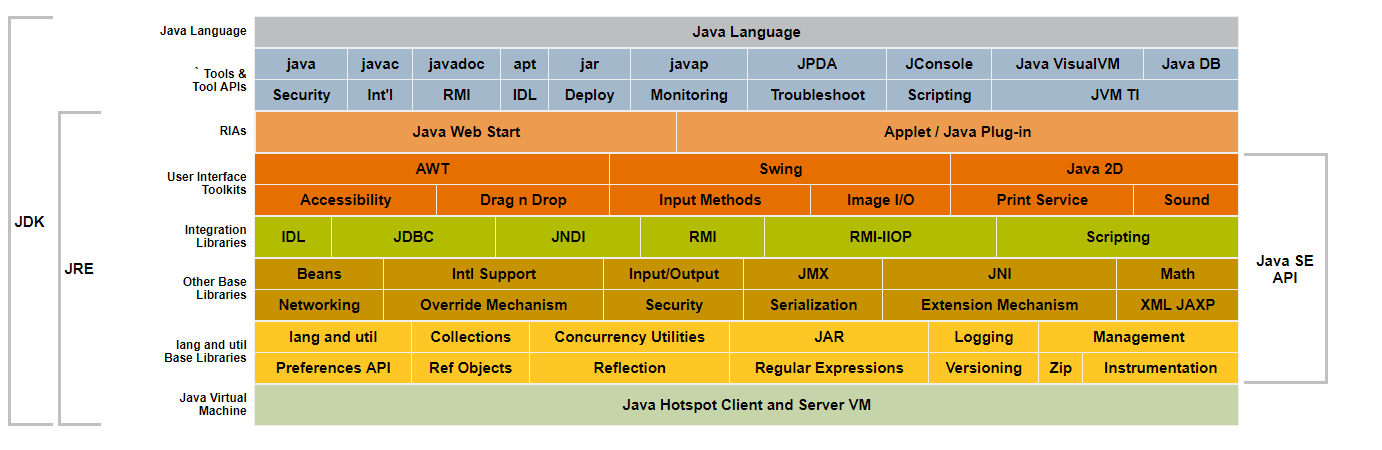 Java Language
Java Language
` Tools &
Tool APIs
java javac javadoc apt jar javap JPDA JConsole Java VisualVM Java DB
Security Int'l RMI IDL Deploy Monitoring Troubleshoot Scripting JVM TI
RIAs
Java Web Start Applet / Java Plug-in
User Interface
Toolkits
AWT Swing Java 2D
Accessibility Drag n Drop Input Methods Image I/O Print Service Sound
Integration
Libraries
IDL JDBC JNDI RMI RMI-IIOP Scripting
Other Base
Libraries
Beans Intl Support Input/Output JMX JNI Math
Networking Override Mechanism Security Serialization Extension Mechanism XML JAXP
lang and util
Base Libraries
lang and util Collections Concurrency Utilities JAR Logging Management
Preferences API Ref Objects Reflection Regular Expressions Versioning Zip Instrumentation
Java Virtual
Machine
Java Hotspot Client and Server VM
JDK
JRE
Java SE
API